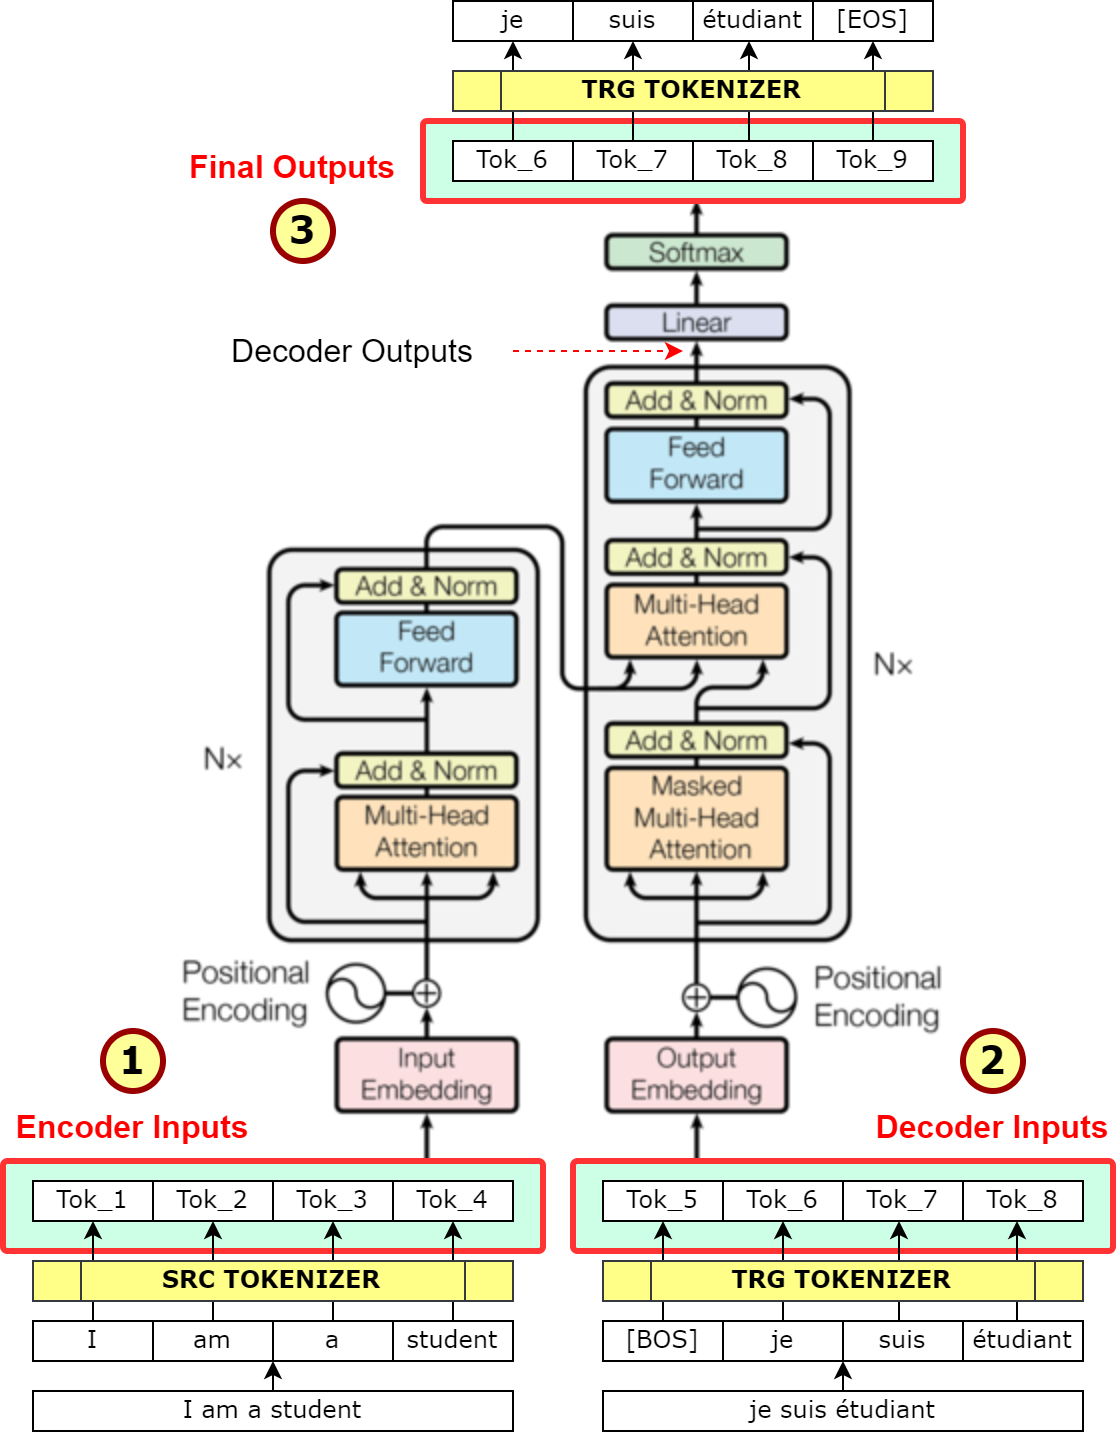 je suis étudiant [EOS]
TRG TOKENIZER
Tok_6 Tok_7 Tok_8 Tok_9
Final Outputs
3
Softmax
Linear
Decoder Outputs
Add & Norm
Feed
Forward
Add & Norm
Multi-Head
Attention
N×
Add & Norm
Masked
Multi-Head
Attention
Add & Norm
Feed
Forward
N×
Add & Norm
Multi-Head
Attention
Positional
Encoding
Positional
Encoding
Input
Embedding
Output
Embedding
1
Encoder Inputs
2
Decoder Inputs
Tok_1 Tok_2 Tok_3 Tok_4
SRC TOKENIZER
I am a student
I am a student
Tok_5 Tok_6 Tok_7 Tok_8
TRG TOKENIZER
[BOS] je suis étudiant
je suis étudiant